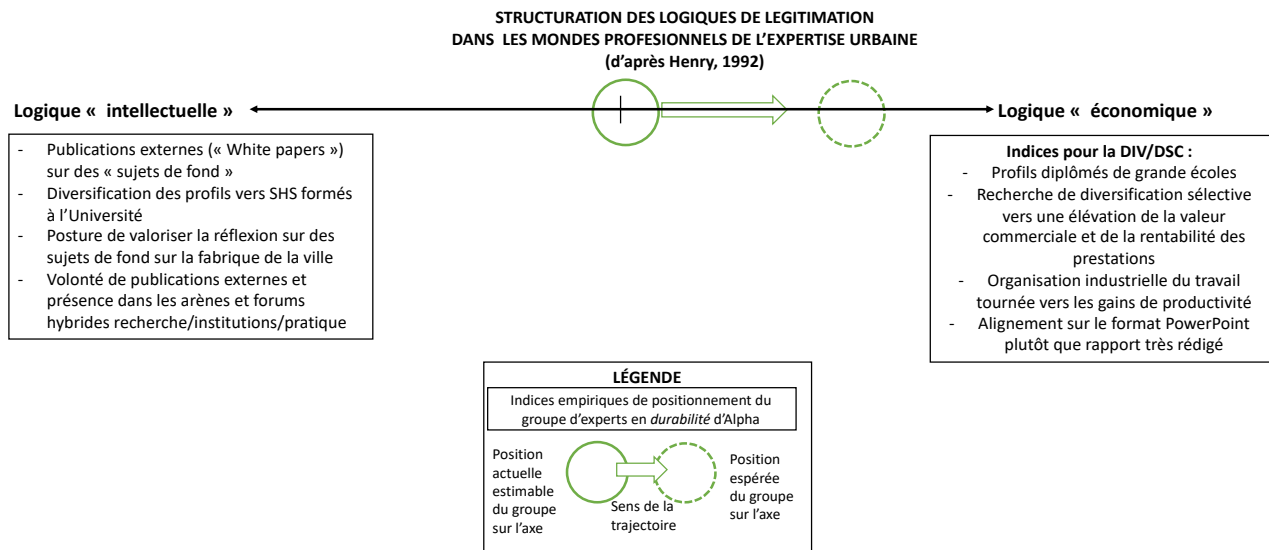 STRUCTURATION DES LOGIQUES DE LEGITIMATION
DANS LES MONDES PROFESIONNELS DE L'EXPERTISE URBAINE
(d'après Henry, 1992)
Logique « intellectuelle »
Logique « économique »
- Publications externes (« White papers »)
sur des « sujets de fond »
- Diversification des profils vers SHS formés
à l'Université
- Posture de valoriser la réflexion sur des
sujets de fond sur la fabrique de la ville
- Volonté de publications externes et
présence dans les arènes et forums
hybrides recherche/institutions/pratique
Indices pour la DIV/DSC :
- Profils diplômés de grande écoles
- Recherche de diversification sélective
vers une élévation de la valeur
commerciale et de la rentabilité des
prestations
- Organisation industrielle du travail
tournée vers les gains de productivité
- Alignement sur le format PowerPoint
plutôt que rapport très rédigé
LÉGENDE
Indices empiriques de positionnement du
groupe d'experts en durabilité d'Alpha
Position
actuelle
estimable
du groupe
sur l'axe
Sens de la
trajectoire
Position
espérée
du groupe
sur l'axe